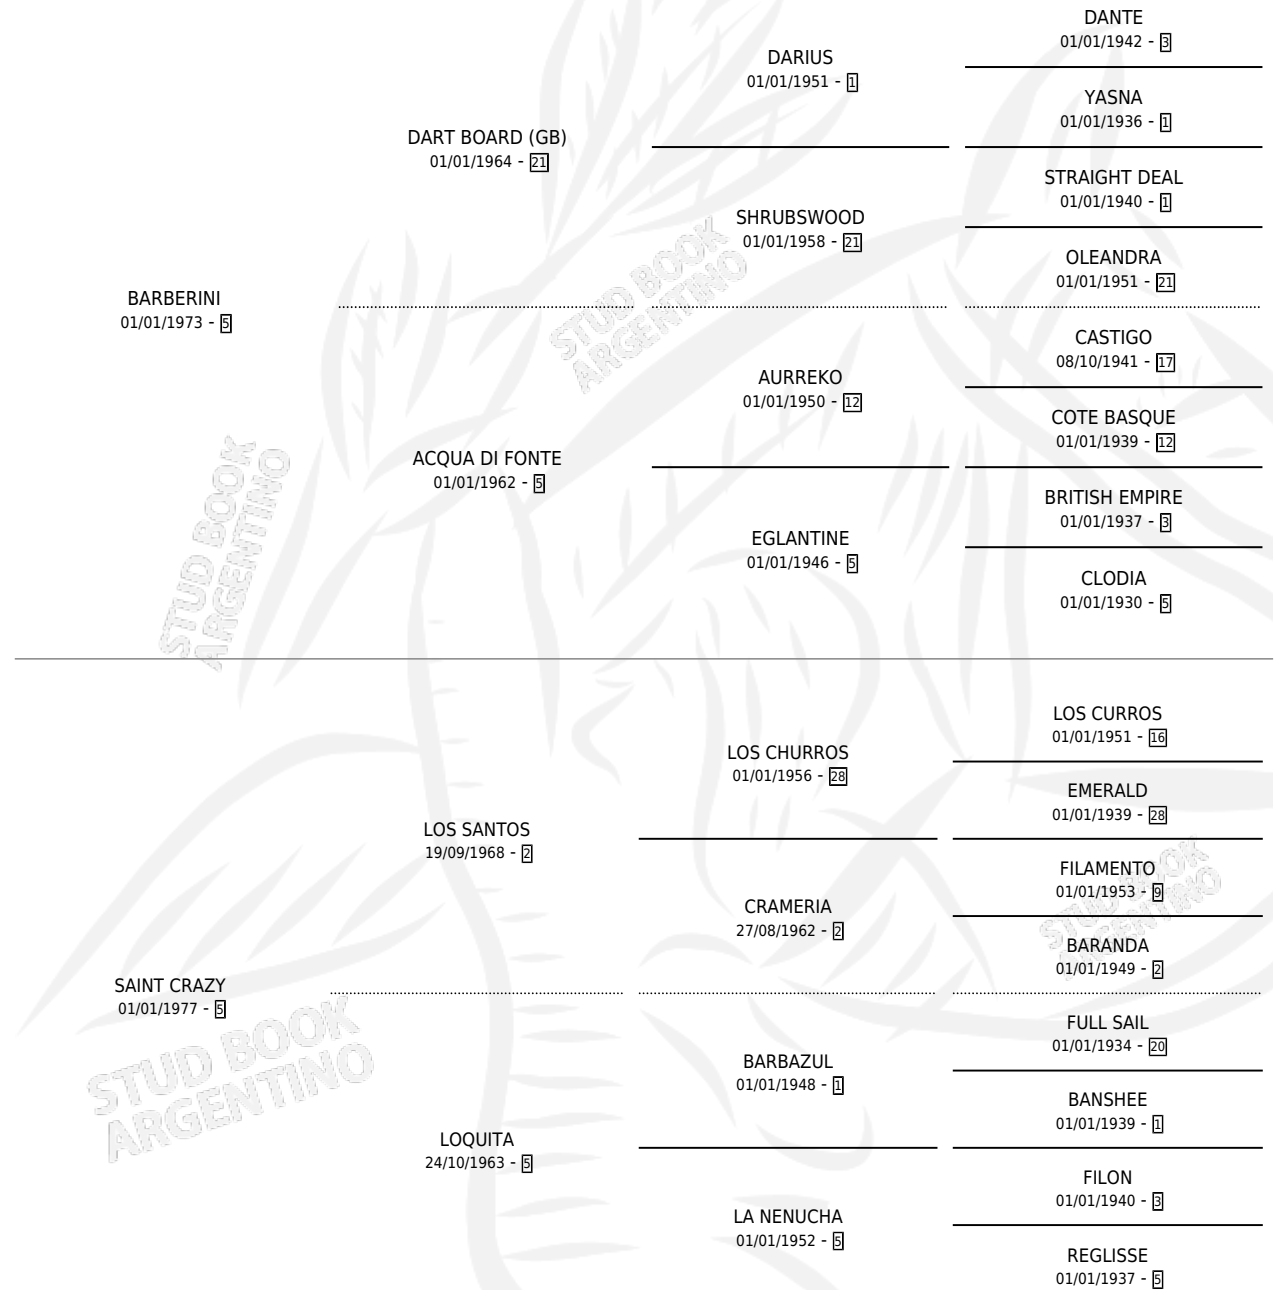 DANTE
01/01/1942 - 3
DARIUS
01/01/1951 - 1
YASNA
01/01/1936 - 1
DART BOARD (GB)
01/01/1964 - 21
STRAIGHT DEAL
01/01/1940 - 1
SHRUBSWOOD
01/01/1958 - 21
OLEANDRA
01/01/1951 - 21
BARBERINI
01/01/1973 - 5
CASTIGO
08/10/1941 - 17
AURREKO
01/01/1950 - 12
COTE BASQUE
01/01/1939 - 12
ACQUA DI FONTE
01/01/1962 - 5
BRITISH EMPIRE
01/01/1937 - 3
EGLANTINE
01/01/1946 - 5
CLODIA
01/01/1930 - 5
LOS CURROS
01/01/1951 - 16
LOS CHURROS
01/01/1956 - 28
EMERALD
01/01/1939 - 28
LOS SANTOS
19/09/1968 - 2
FILAMENTO
01/01/1953 - 9
CRAMERIA
27/08/1962 - 2
BARANDA
01/01/1949 - 2
SAINT CRAZY
01/01/1977 - 5
FULL SAIL
01/01/1934 - 20
BARBAZUL
01/01/1948 - 1
BANSHEE
01/01/1939 - 1
LOQUITA
24/10/1963 - 5
FILON
01/01/1940 - 3
LA NENUCHA
01/01/1952 - 5
REGLISSE
01/01/1937 - 5
STUD BOOK
ARGENTINO
STUD BOOK
ARGENTINO
STUD BOOK
ARGENTINO
STUD BOOK
ARGENTINO